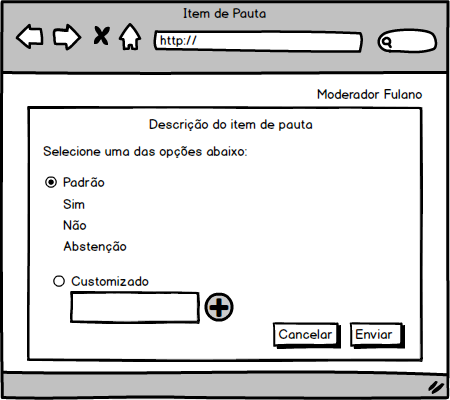 Item de Pauta
http://
Moderador Fulano
Descrição do item de pauta
Selecione uma das opções abaixo:
Padrão
Sim
Não
Abstenção
Customizado
Cancelar
Enviar